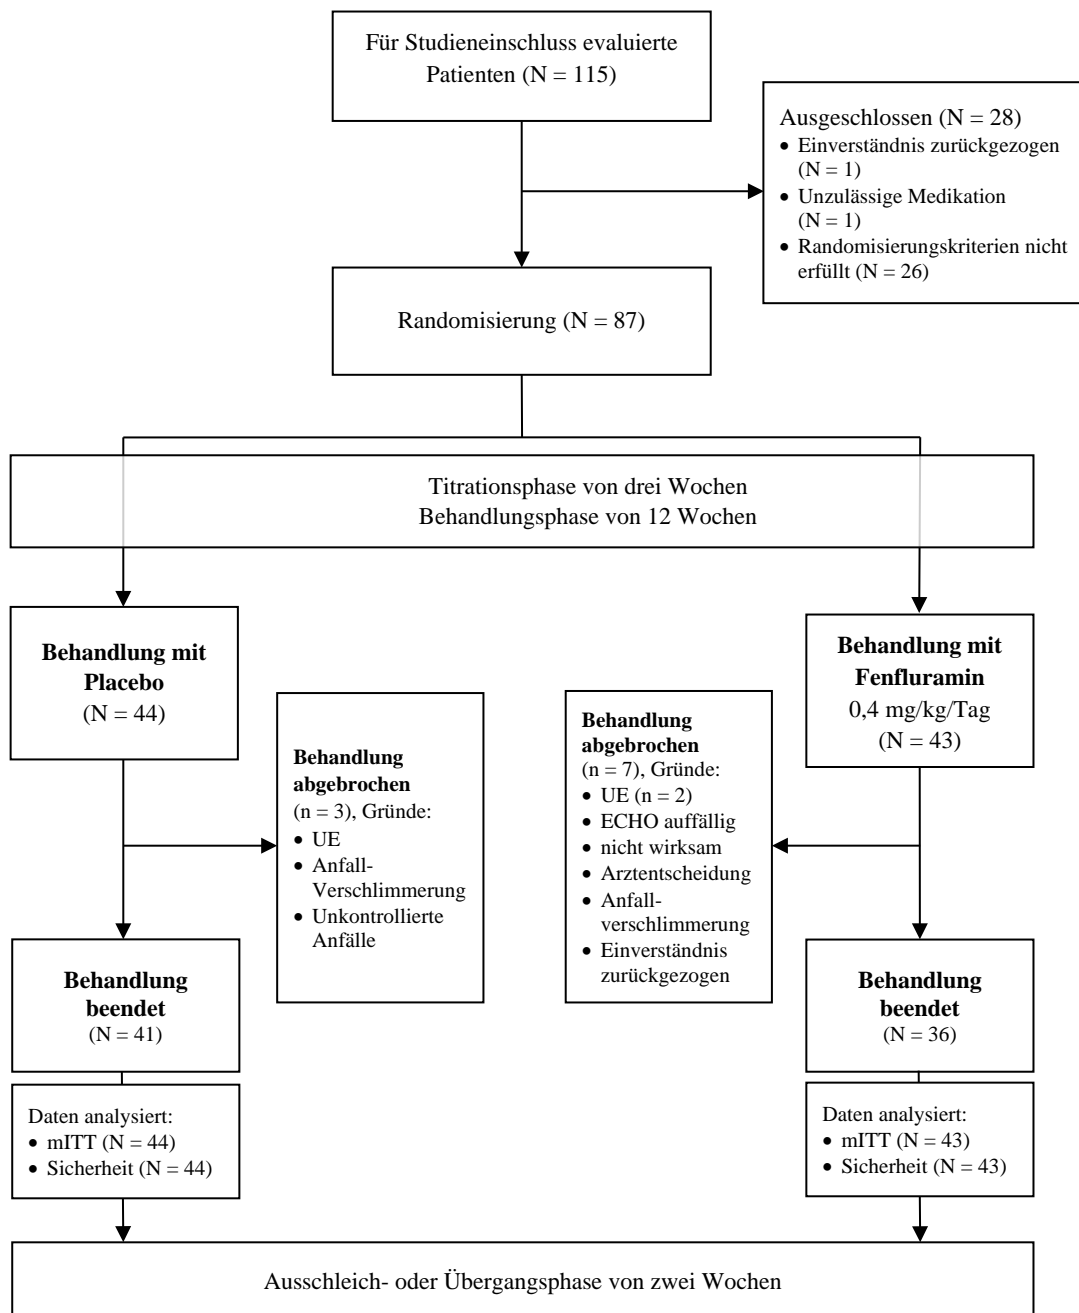 Für Studieneinschluss evaluierte
Patienten (N = 115)
Ausgeschlossen (N = 28)
• Einverständnis zurückgezogen
(N = 1)
• Unzulässige Medikation
(N = 1)
• Randomisierungskriterien nicht
erfüllt (N = 26)
Randomisierung (N = 87)
Titrationsphase von drei Wochen
Behandlungsphase von 12 Wochen
Behandlung mit
Placebo
(N = 44)
Behandlung
abgebrochen
(n = 3), Gründe:
• UE
• Anfall-
Verschlimmerung
• Unkontrollierte
Anfälle
Behandlung
abgebrochen
(n = 7), Gründe:
• UE (n = 2)
• ECHO auffällig
• nicht wirksam
• Arztentscheidung
• Anfall-
verschlimmerung
• Einverständnis
zurückgezogen
Behandlung mit
Fenfluramin
0,4 mg/kg/Tag
(N = 43)
Behandlung
beendet
(N = 41)
Behandlung
beendet
(N = 36)
Daten analysiert:
• mITT (N = 44)
• Sicherheit (N = 44)
Daten analysiert:
• mITT (N = 43)
• Sicherheit (N = 43)
Ausschleich- oder Übergangsphase von zwei Wochen